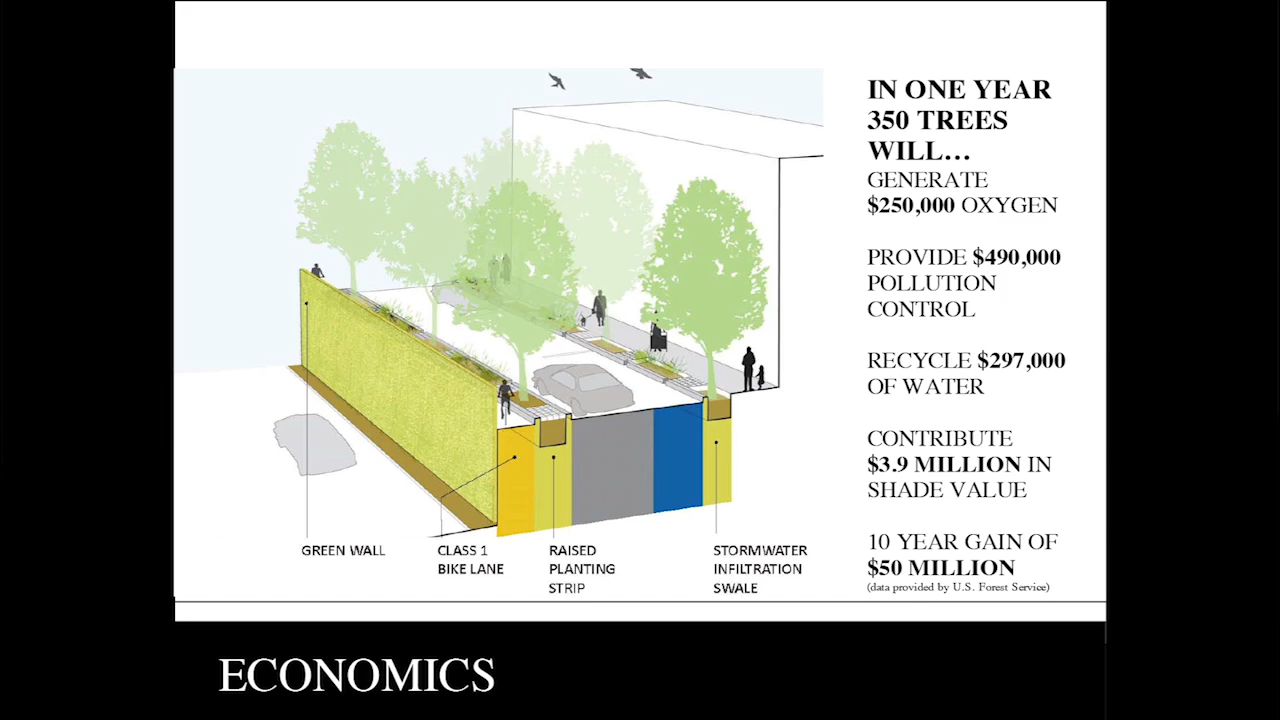 IN ONE YEAR
350 TREES
WILL...
GENERATE
$250,000 OXYGEN
PROVIDE $490,000
POLLUTION
CONTROL
RECYCLE $297,000
OF WATER
CONTRIBUTE
$3.9 MILLION IN
SHADE VALUE
10 YEAR GAIN OF
$50 MILLION
(data provided by U.S. Forest Service)
GREEN WALL
CLASS 1
BIKE LANE
RAISED
PLANTING
STRIP
STORMWATER
INFILTRATION
SWALE
ECONOMICS